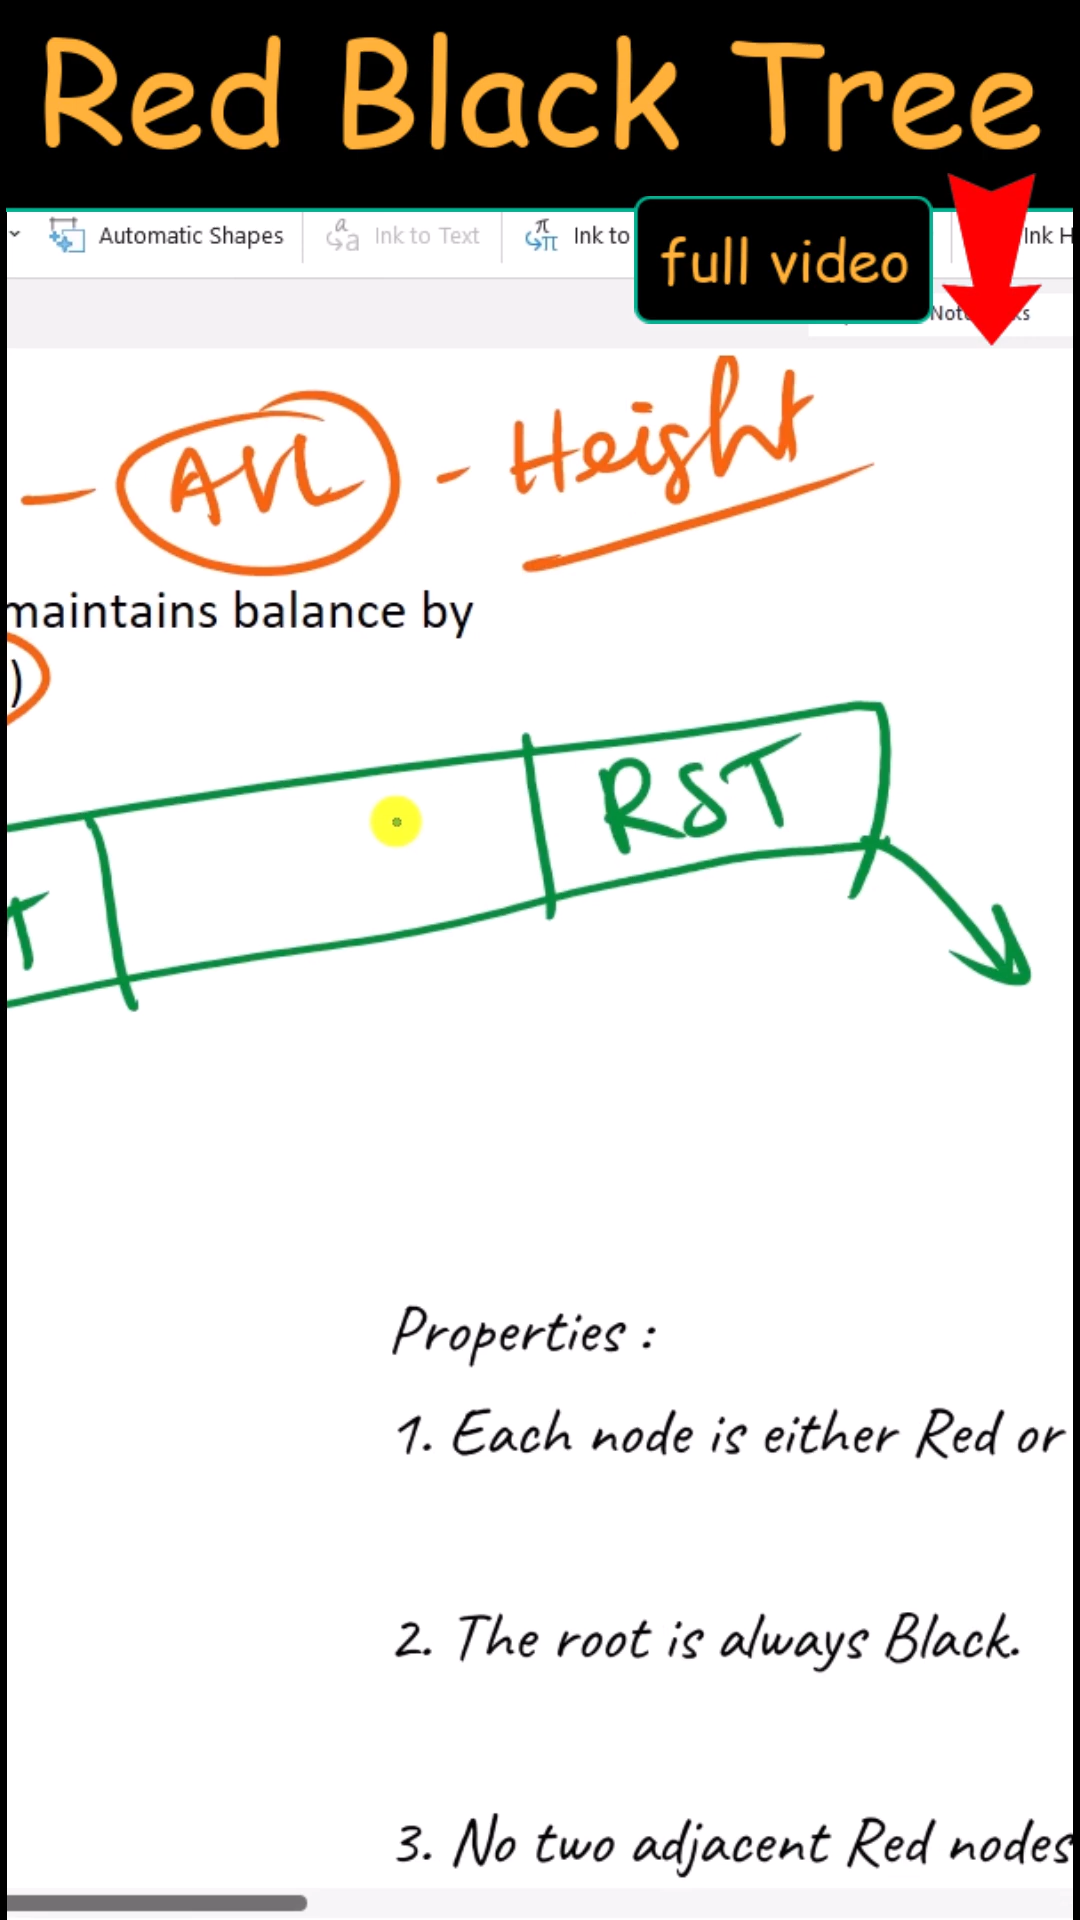 Red Black Tree
Automatic Shapes
Ink to Text
Ink to
full video
Ink H
- AVL - Height
maintains balance by
)
RST
T
Properties :
1. Each node is either Red or
2. The root is always Black.
3. No two adjacent Red nodes